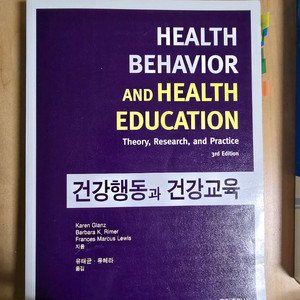 HEALTH
BEHAVIOR
AND HEALTH
EDUCATION
Theory, Research, and Practice
3rd Edition
건강행동과 건강교육
Karen Glanz
Barbara K. Rimer
Frances Marcus Lewis
지음
유태균 · 유혜라
옮김